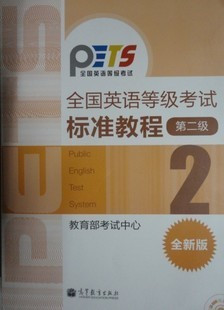 PETS
PETS
全国英语等级考试
全国英语等级考试
标准教程 第二级
Public
English
Test
System
2
教育部考试中心
全新版
高等教育出版社